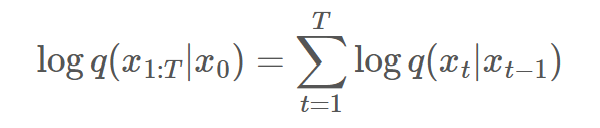 log q(x_{1:T}|x_0) = \sum_{t=1}^{T} log q(x_t|x_{t-1})